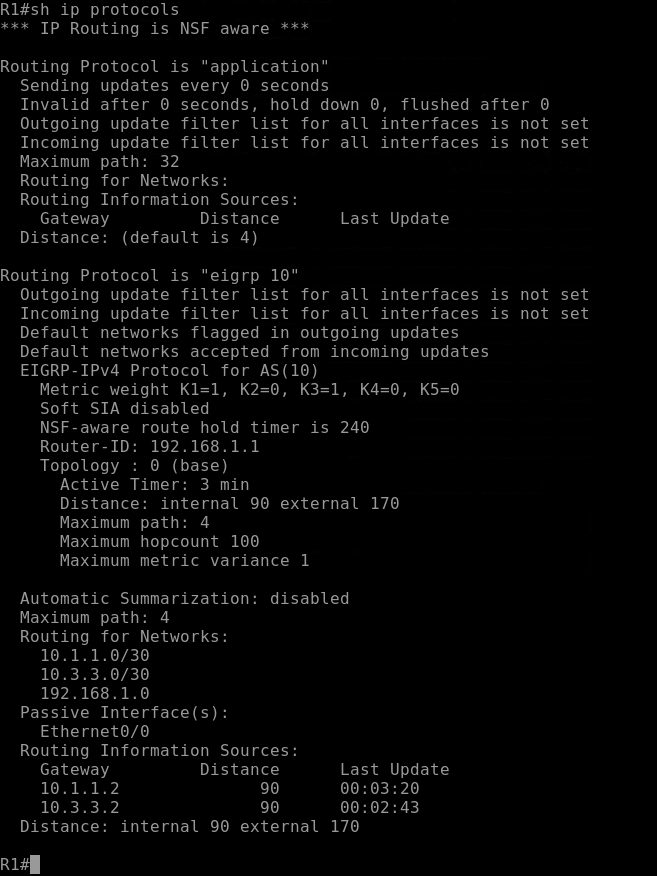 R1#sh ip protocols
*** IP Routing is NSF aware ***

Routing Protocol is "application"
  Sending updates every 0 seconds
  Invalid after 0 seconds, hold down 0, flushed after 0
  Outgoing update filter list for all interfaces is not set
  Incoming update filter list for all interfaces is not set
  Maximum path: 32
  Routing for Networks:
  Routing Information Sources:
    Gateway         Distance      Last Update
  Distance: (default is 4)

Routing Protocol is "eigrp 10"
  Outgoing update filter list for all interfaces is not set
  Incoming update filter list for all interfaces is not set
  Default networks flagged in outgoing updates
  Default networks accepted from incoming updates
  EIGRP-IPv4 Protocol for AS(10)
    Metric weight K1=1, K2=0, K3=1, K4=0, K5=0
    Soft SIA disabled
    NSF-aware route hold timer is 240
    Router-ID: 192.168.1.1
    Topology : 0 (base)
      Active Timer: 3 min
      Distance: internal 90 external 170
      Maximum path: 4
      Maximum hopcount 100
      Maximum metric variance 1

  Automatic Summarization: disabled
  Maximum path: 4
  Routing for Networks:
    10.1.1.0/30
    10.3.3.0/30
    192.168.1.0
  Passive Interface(s):
    Ethernet0/0
  Routing Information Sources:
    Gateway         Distance      Last Update
    10.1.1.2              90      00:03:20
    10.3.3.2              90      00:02:43
  Distance: internal 90 external 170

R1#